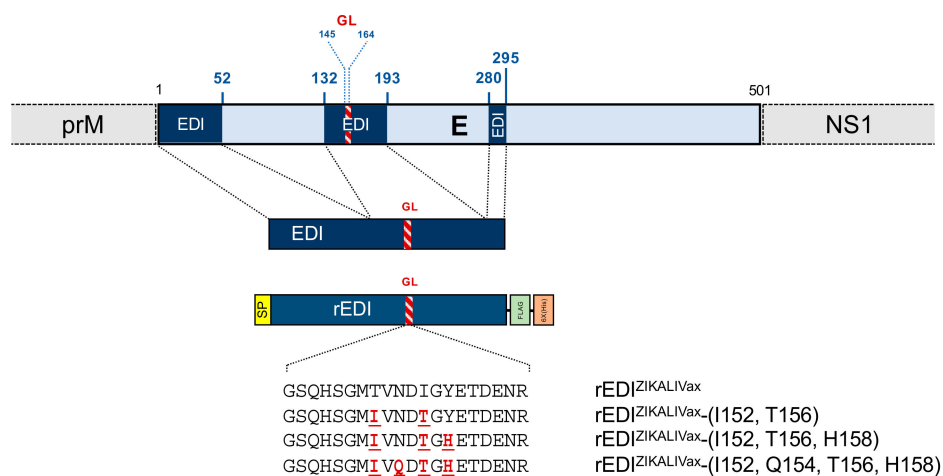 GL
145 164
295
52 132 193 280
1 501
prM EDI EDI E EDI NS1
GL
EDI
GL
SP rEDI FLAG 6X(His)
GSQHSGMTVNDIGYETDENR rEDIZIKALIVax
GSQHSGMIVNDTGYETDENR rEDIZIKALIVax-(I152, T156)
GSQHSGMIVNDTGHETDENR rEDIZIKALIVax-(I152, T156, H158)
GSQHSGMIVQDTGHETDENR rEDIZIKALIVax-(I152, Q154, T156, H158)